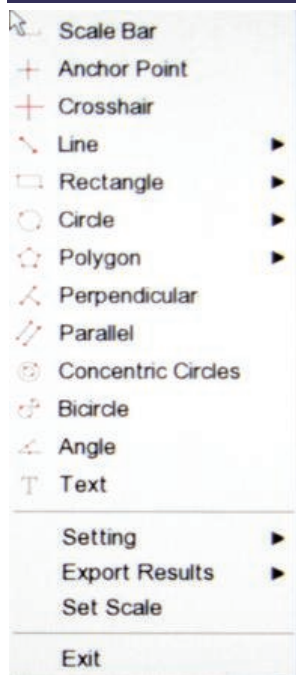 Scale Bar
Anchor Point
Crosshair
Line
Rectangle
Circle
Polygon
Perpendicular
Parallel
Concentric Circles
Bicircle
Angle
Text
Setting
Export Results
Set Scale
Exit